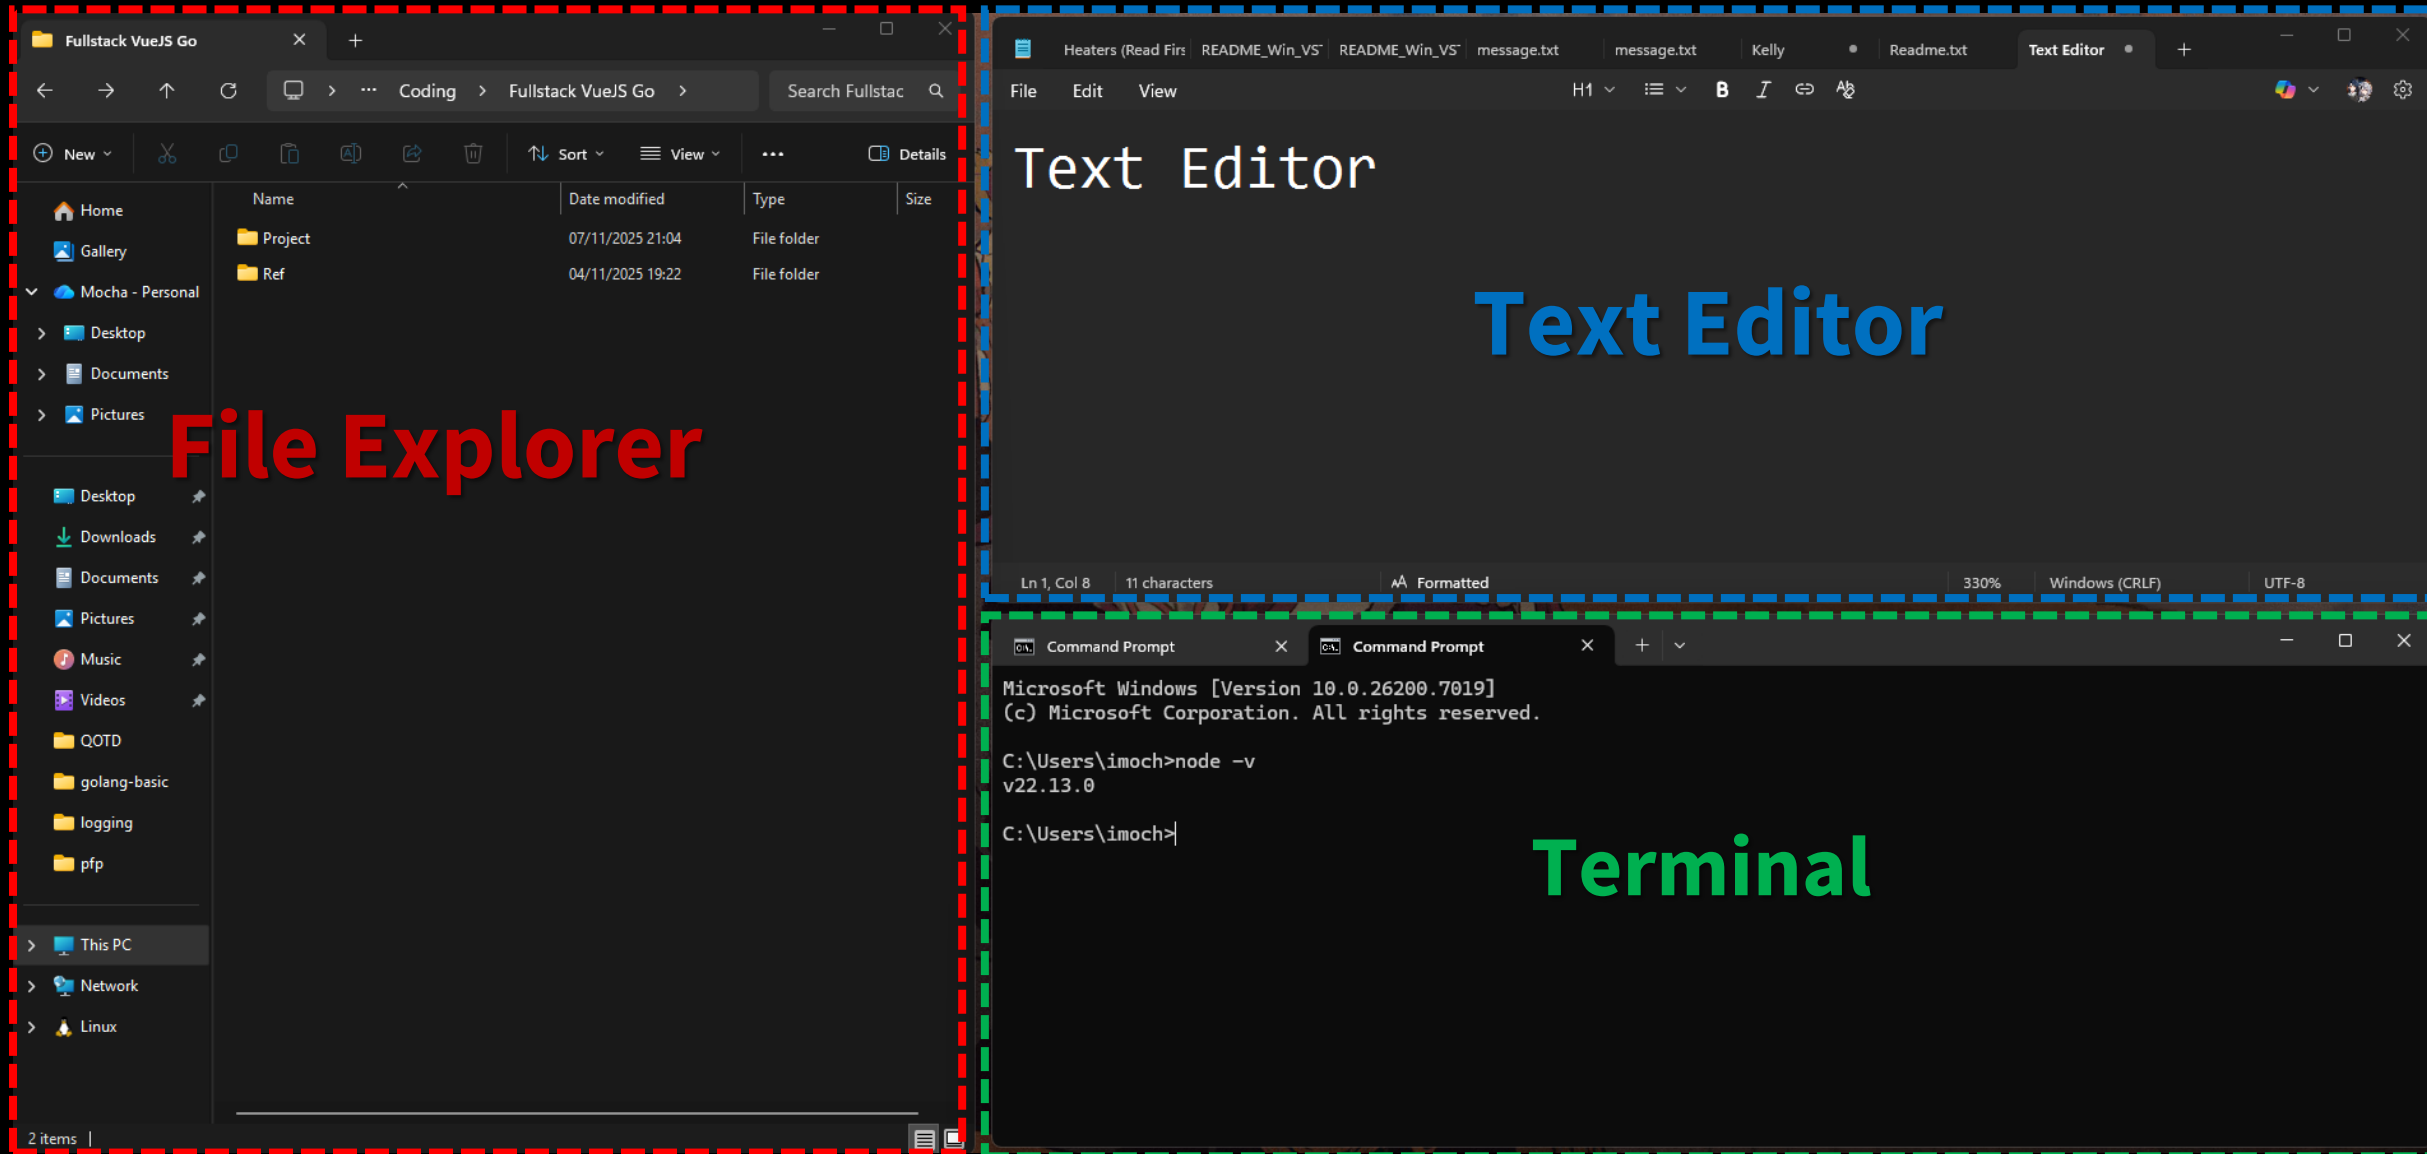 Fullstack VueJS Go
Coding
Fullstack VueJS Go
Search Fullstac
New
Sort
View
Details
Name
Date modified
Type
Size
Project
07/11/2025 21:04
File folder
Ref
04/11/2025 19:22
File folder
Home
Gallery
Mocha - Personal
Desktop
Documents
Pictures
File Explorer
Desktop
Downloads
Documents
Pictures
Music
Videos
QOTD
golang-basic
logging
pfp
This PC
Network
Linux
2 items
Heaters (Read Firs
README_Win_VS
README_Win_VS
message.txt
message.txt
Kelly
Readme.txt
Text Editor
File
Edit
View
H1
B
I
Text Editor
Text Editor
Ln 1, Col 8
11 characters
Formatted
330%
Windows (CRLF)
UTF-8
Command Prompt
Command Prompt
Microsoft Windows [Version 10.0.26200.7019]
(c) Microsoft Corporation. All rights reserved.
C:\Users\imoch>node -v
v22.13.0
C:\Users\imoch>
Terminal